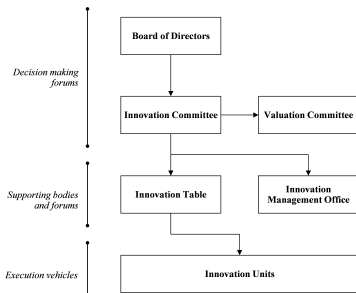 Board of Directors
Decision making
forums
Innovation Committee
Valuation Committee
Supporting bodies
and forums
Innovation Table
Innovation
Management Office
Execution vehicles
Innovation Units